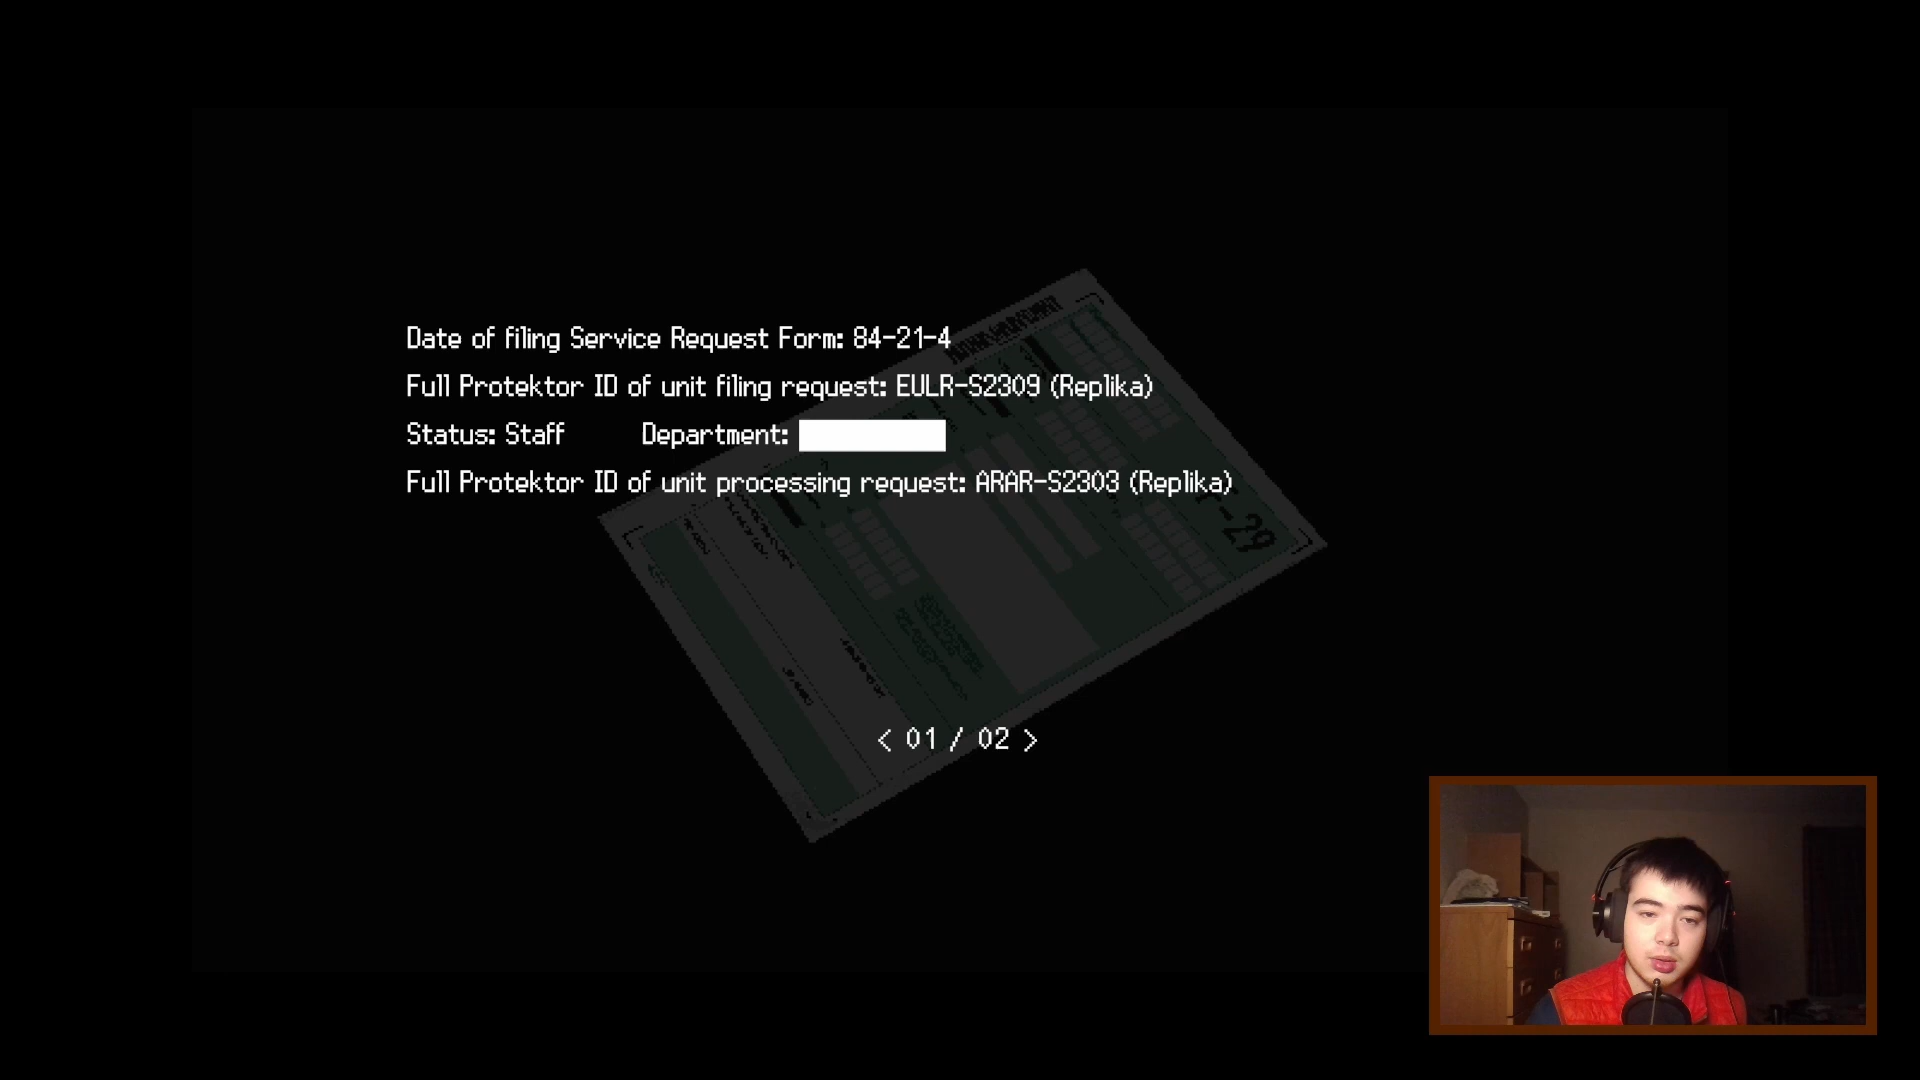 Date of filing Service Request Form: 84-21-4
Full Protektor ID of unit filing request: EULR-S2309 (Replika)
Status: Staff Department:
Full Protektor ID of unit processing request: ARAR-S2303 (Replika)
-29
< 01 / 02 >